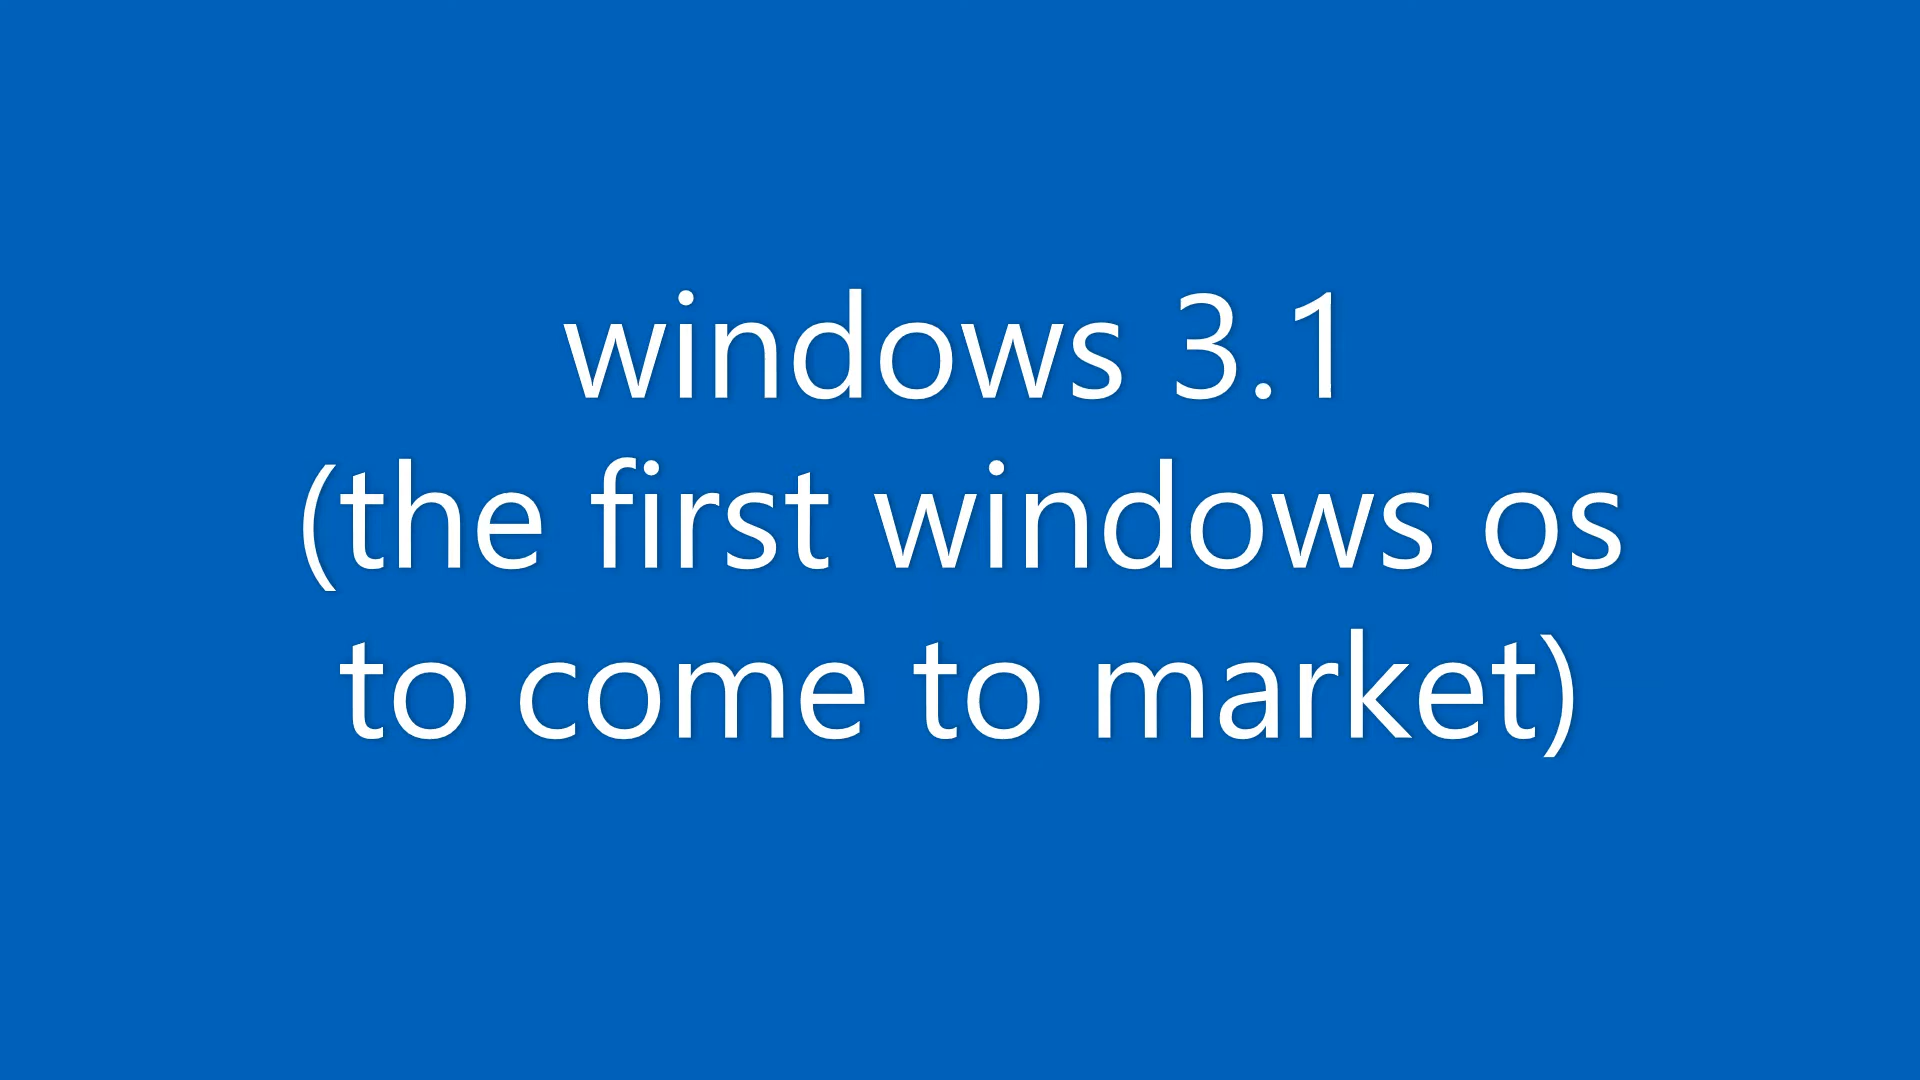 windows 3.1
(the first windows os
to come to market)